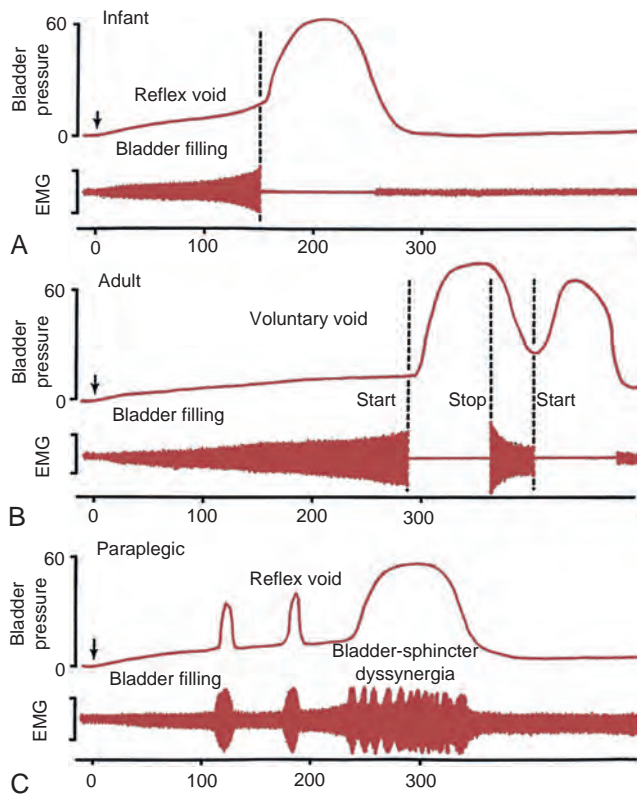 60
Infant
Bladder
pressure
Reflex void
0
Bladder filling
EMG
A
0
100
200
300
60
Adult
Bladder
pressure
Voluntary void
0
Bladder filling
Start
Stop
Start
EMG
B
0
100
200
300
60
Paraplegic
Bladder
pressure
Reflex void
0
Bladder filling
Bladder-sphincter
dyssynergia
EMG
C
0
100
200
300